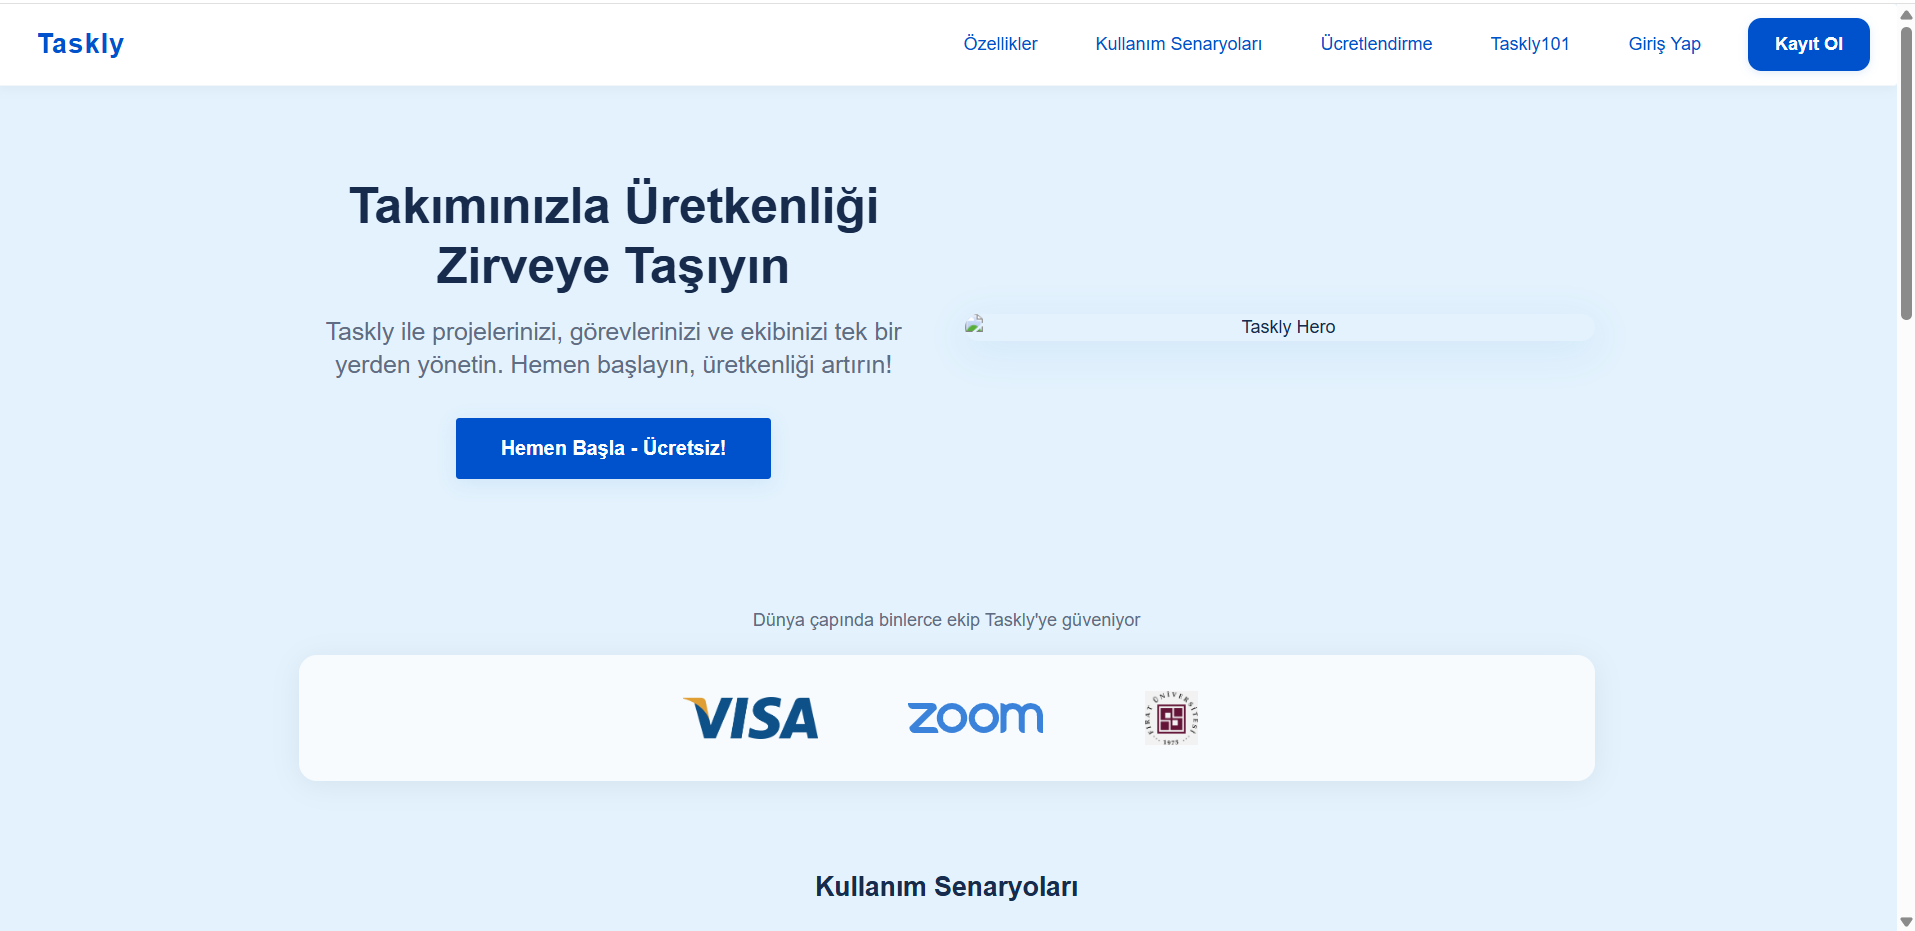 Taskly
Özellikler
Kullanım Senaryoları
Ücretlendirme
Taskly101
Giriş Yap
Kayıt Ol
Takımınızla Üretkenliği
Zirveye Taşıyın
Taskly ile projelerinizi, görevlerinizi ve ekibinizi tek bir
yerden yönetin. Hemen başlayın, üretkenliği artırın!
Hemen Başla - Ücretsiz!
Taskly Hero
Dünya çapında binlerce ekip Taskly'ye güveniyor
VISA
zoom
FIRAT ÜNİVERSİTESİ
1975
Kullanım Senaryoları